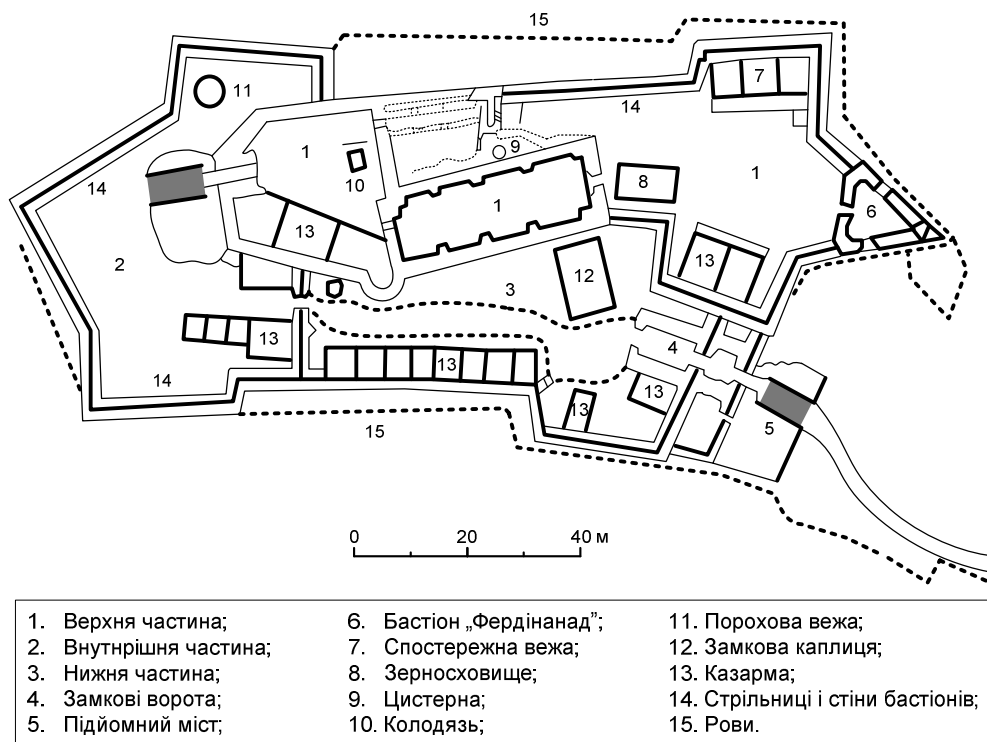 15
11
7
14
1
9
1
10
8
14
1
6
13
2
12
13
3
4
13
13
13
14
13
5
15
0 20 40 м
1. Верхня частина;
2. Внутнрішня частина;
3. Нижня частина;
4. Замкові ворота;
5. Підйомний міст;
6. Бастіон „Фердінанад”;
7. Спостережна вежа;
8. Зерносховище;
9. Цистерна;
10. Колодязь;
11. Порохова вежа;
12. Замкова каплиця;
13. Казарма;
14. Стрільниці і стіни бастіонів;
15. Рови.